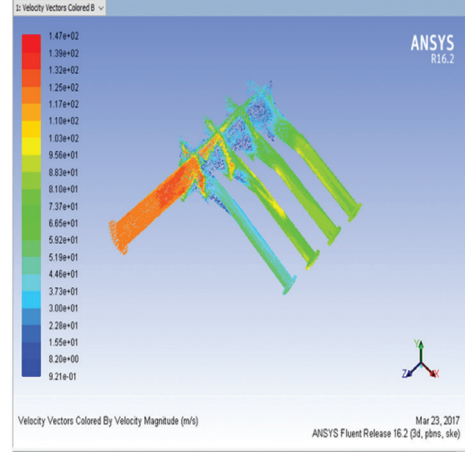 1: Velocity Vectors Colored B
1.47e+02
1.39e+02
1.32e+02
1.25e+02
1.17e+02
1.10e+02
1.03e+02
9.56e+01
8.83e+01
8.10e+01
7.37e+01
6.65e+01
5.92e+01
5.19e+01
4.46e+01
3.73e+01
3.00e+01
2.28e+01
1.55e+01
8.20e+00
9.21e-01
ANSYS
R16.2
Y
Z
X
Velocity Vectors Colored By Velocity Magnitude (m/s)
Mar 23, 2017
ANSYS Fluent Release 16.2 (3d, pbns, ske)